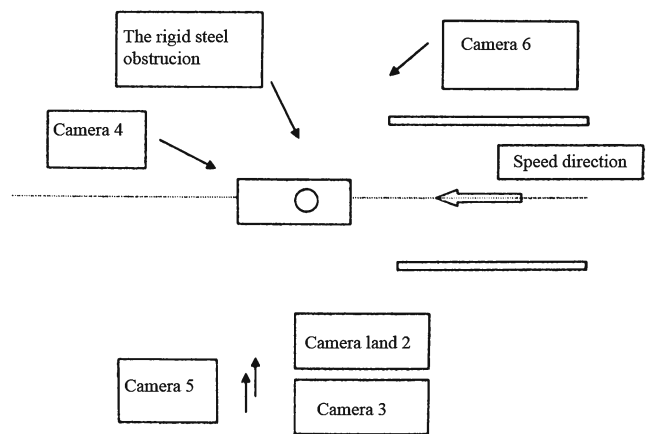 The rigid steel
obstrucion
Camera 6
Camera 4
Speed direction
Camera land 2
Camera 5
Camera 3